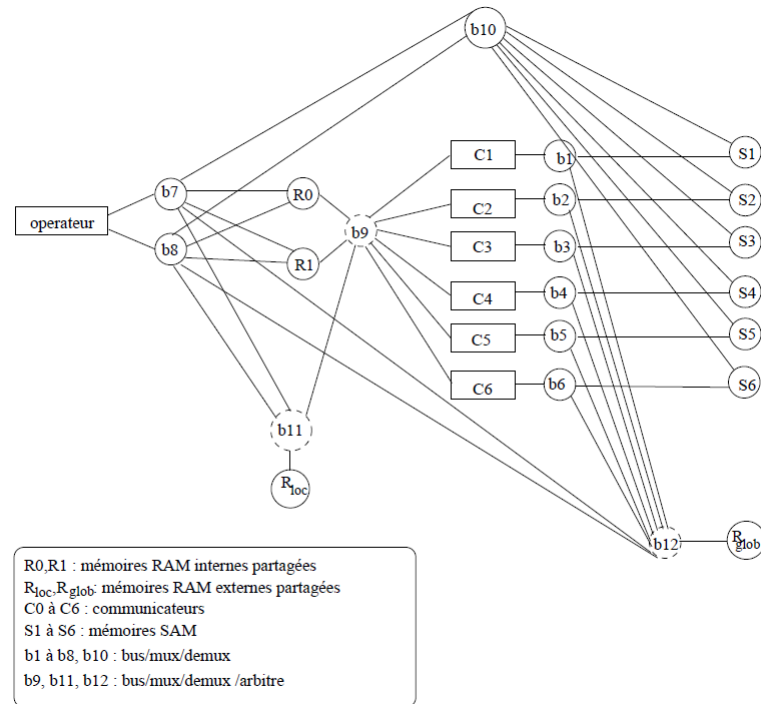 b10
C1
b1
S1
b7
R0
C2
b2
S2
operateur
b8
b9
C3
b3
S3
R1
C4
b4
S4
C5
b5
S5
C6
b6
S6
b11
Rloc
b12
Rglob
R0,R1 : mémoires RAM internes partagées
Rloc,Rglob: mémoires RAM externes partagées
C0 à C6 : communicateurs
S1 à S6 : mémoires SAM
b1 à b8, b10 : bus/mux/demux
b9, b11, b12 : bus/mux/demux /arbitre